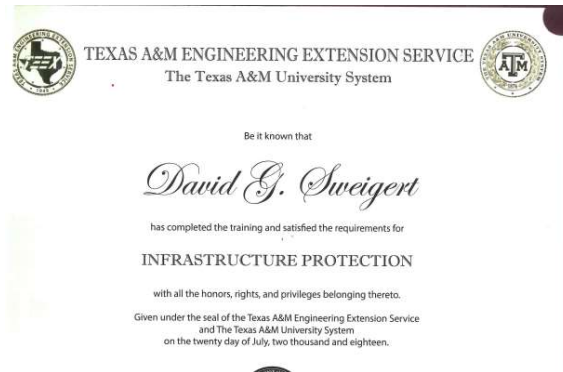 TEXAS A&M ENGINEERING EXTENSION SERVICE
The Texas A&M University System
Be it known that
David G. Sweigert
has completed the training and satisfied the requirements for
INFRASTRUCTURE PROTECTION
with all the honors, rights, and privileges belonging thereto.
Given under the seal of the Texas A&M Engineering Extension Service
and The Texas A&M University System
on the twenty day of July, two thousand and eighteen.